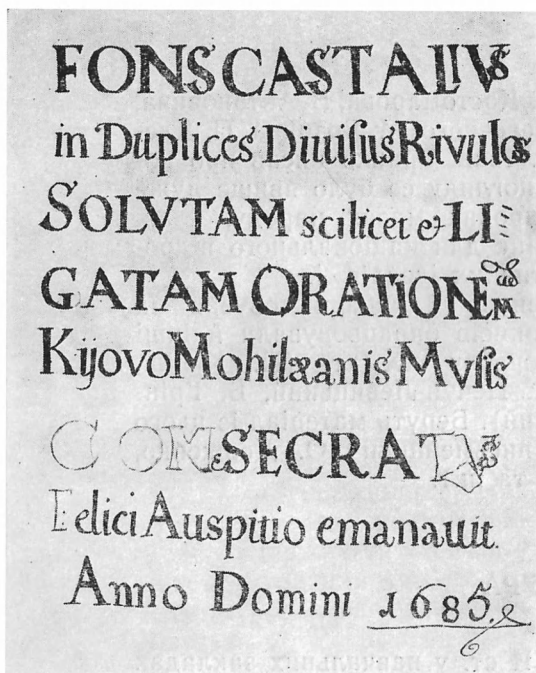 FONS CASTALIVS
in Duplices Diuiſus Rivulos
SOLVTAM scilicet & LI
GATAM ORATIONEM
KijovoMohilæanis Mvſis
CONSECRATVS
Felici Auspitio emanauit.
Anno Domini 1685.